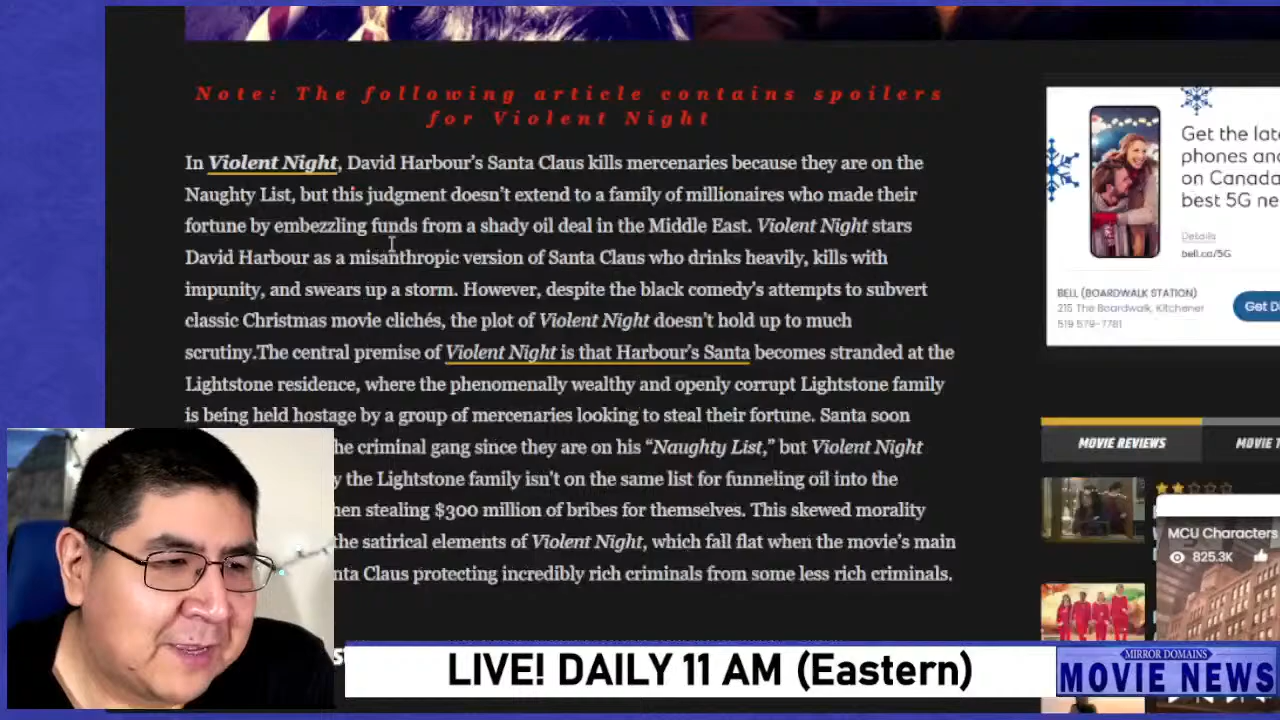 Note: The following article contains spoilers
for Violent Night
In Violent Night, David Harbour's Santa Claus kills mercenaries because they are on the
Naughty List, but this judgment doesn't extend to a family of millionaires who made their
fortune by embezzling funds from a shady oil deal in the Middle East. Violent Night stars
David Harbour as a misanthropic version of Santa Claus who drinks heavily, kills with
impunity, and swears up a storm. However, despite the black comedy's attempts to subvert
classic Christmas movie clichés, the plot of Violent Night doesn't hold up to much
scrutiny.The central premise of Violent Night is that Harbour's Santa becomes stranded at the
Lightstone residence, where the phenomenally wealthy and openly corrupt Lightstone family
is being held hostage by a group of mercenaries looking to steal their fortune. Santa soon
he criminal gang since they are on his “Naughty List,” but Violent Night
the Lightstone family isn't on the same list for funneling oil into the
en stealing $300 million of bribes for themselves. This skewed morality
the satirical elements of Violent Night, which fall flat when the movie's main
nta Claus protecting incredibly rich criminals from some less rich criminals.
Get the late
phones and
on Canada
best 5G ne
Details
bell.ca/5G
BELL (BOARDWALK STATION)
215 The Boardwalk, Kitchener
519 579-7781
Get D
MOVIE REVIEWS
MOVIE T
MCU Characters
825.3K
LIVE! DAILY 11 AM (Eastern)
MIRROR DOMAINS
MOVIE NEWS